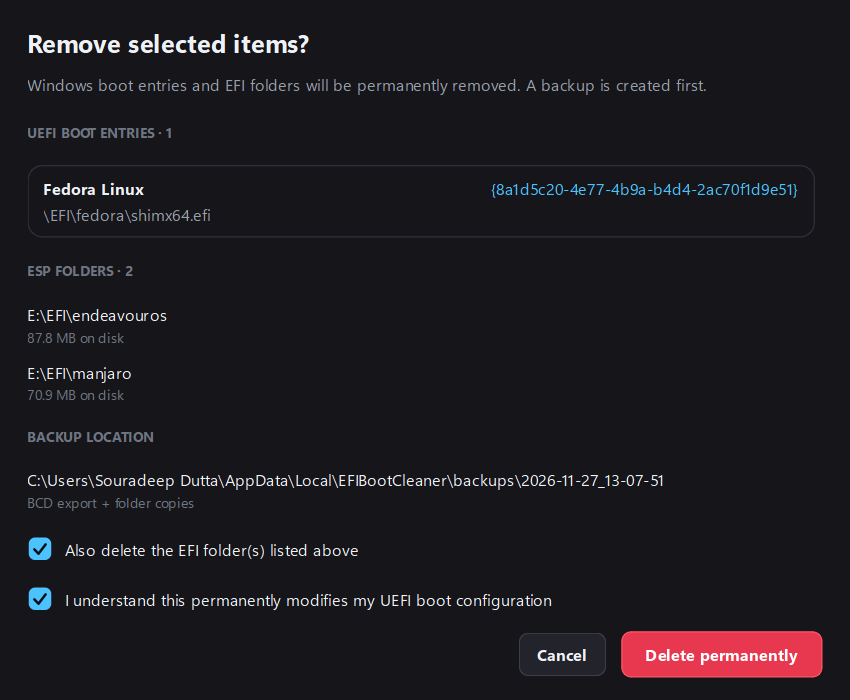 Remove selected items?
Windows boot entries and EFI folders will be permanently removed. A backup is created first.
UEFI BOOT ENTRIES · 1
Fedora Linux
{8a1d5c20-4e77-4b9a-b4d4-2ac70f1d9e51}
\EFI\fedora\shimx64.efi
ESP FOLDERS · 2
E:\EFI\endeavouros
87.8 MB on disk
E:\EFI\manjaro
70.9 MB on disk
BACKUP LOCATION
C:\Users\Souradeep Dutta\AppData\Local\EFIBootCleaner\backups\2026-11-27_13-07-51
BCD export + folder copies
Also delete the EFI folder(s) listed above
I understand this permanently modifies my UEFI boot configuration
Cancel
Delete permanently